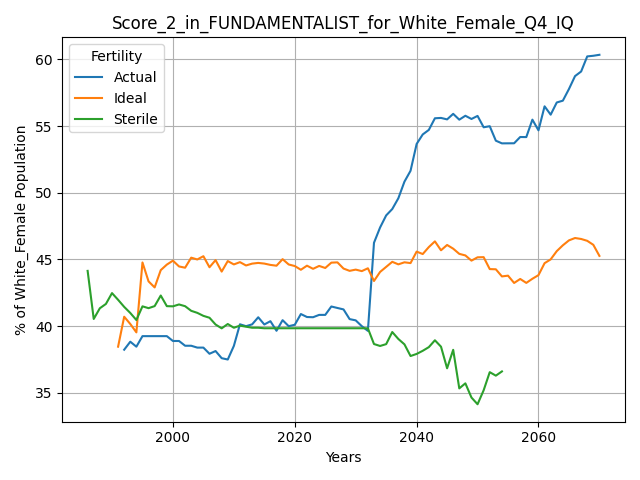 Score_2_in_FUNDAMENTALIST_for_White_Female_Q4_IQ
Fertility
Actual
Ideal
Sterile
% of White_Female Population
60
55
50
45
40
35
2000
2020
2040
2060
Years